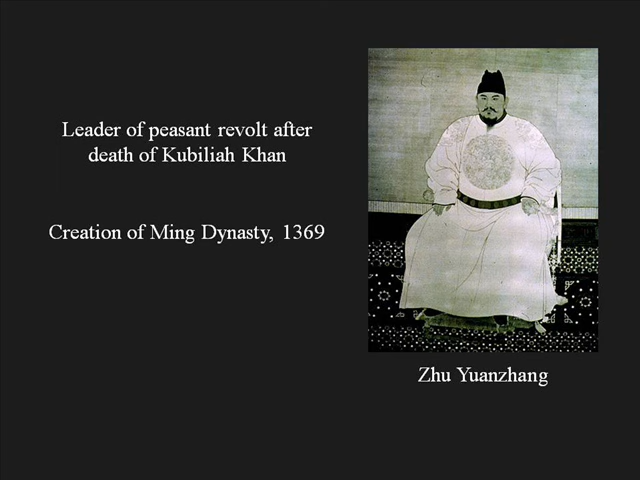 Leader of peasant revolt after
death of Kubiliah Khan
Creation of Ming Dynasty, 1369
Zhu Yuanzhang